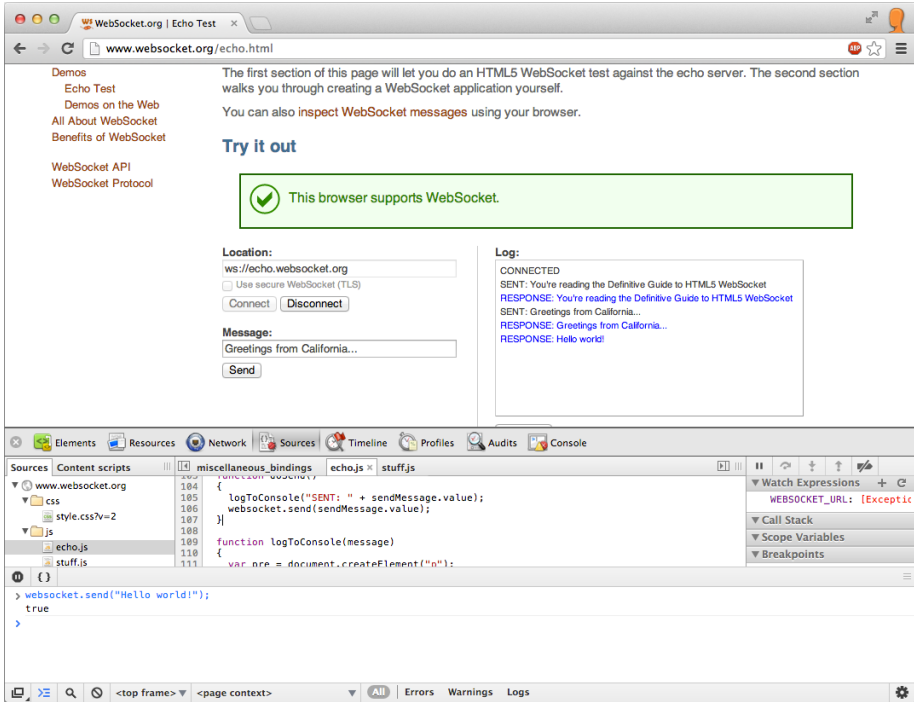 WebSocket.org | Echo Test
www.websocket.org/echo.html
ABP
Demos
Echo Test
Demos on the Web
All About WebSocket
Benefits of WebSocket
WebSocket API
WebSocket Protocol
The first section of this page will let you do an HTML5 WebSocket test against the echo server. The second section
walks you through creating a WebSocket application yourself.
You can also inspect WebSocket messages using your browser.
Try it out
This browser supports WebSocket.
Location:
ws://echo.websocket.org
Use secure WebSocket (TLS)
Connect Disconnect
Message:
Greetings from California...
Send
Log:
CONNECTED
SENT: You're reading the Definitive Guide to HTML5 WebSocket
RESPONSE: You're reading the Definitive Guide to HTML5 WebSocket
SENT: Greetings from California...
RESPONSE: Greetings from California...
RESPONSE: Hello world!
Elements Resources Network Sources Timeline Profiles Audits Console
Sources Content scripts
miscellaneous_bindings echo.js × stuff.js
www.websocket.org
css
style.css?v=2
js
echo.js
stuff.js
103 function doSend()
104 {
105 logToConsole("SENT: " + sendMessage.value);
106 websocket.send(sendMessage.value);
107 }
108
109 function logToConsole(message)
110 {
111 var pre = document.createElement("p");
Watch Expressions + C
WEBSOCKET_URL: [Exceptio
Call Stack
Scope Variables
Breakpoints
{}
> websocket.send("Hello world!");
true
>
<top frame> <page context> All Errors Warnings Logs